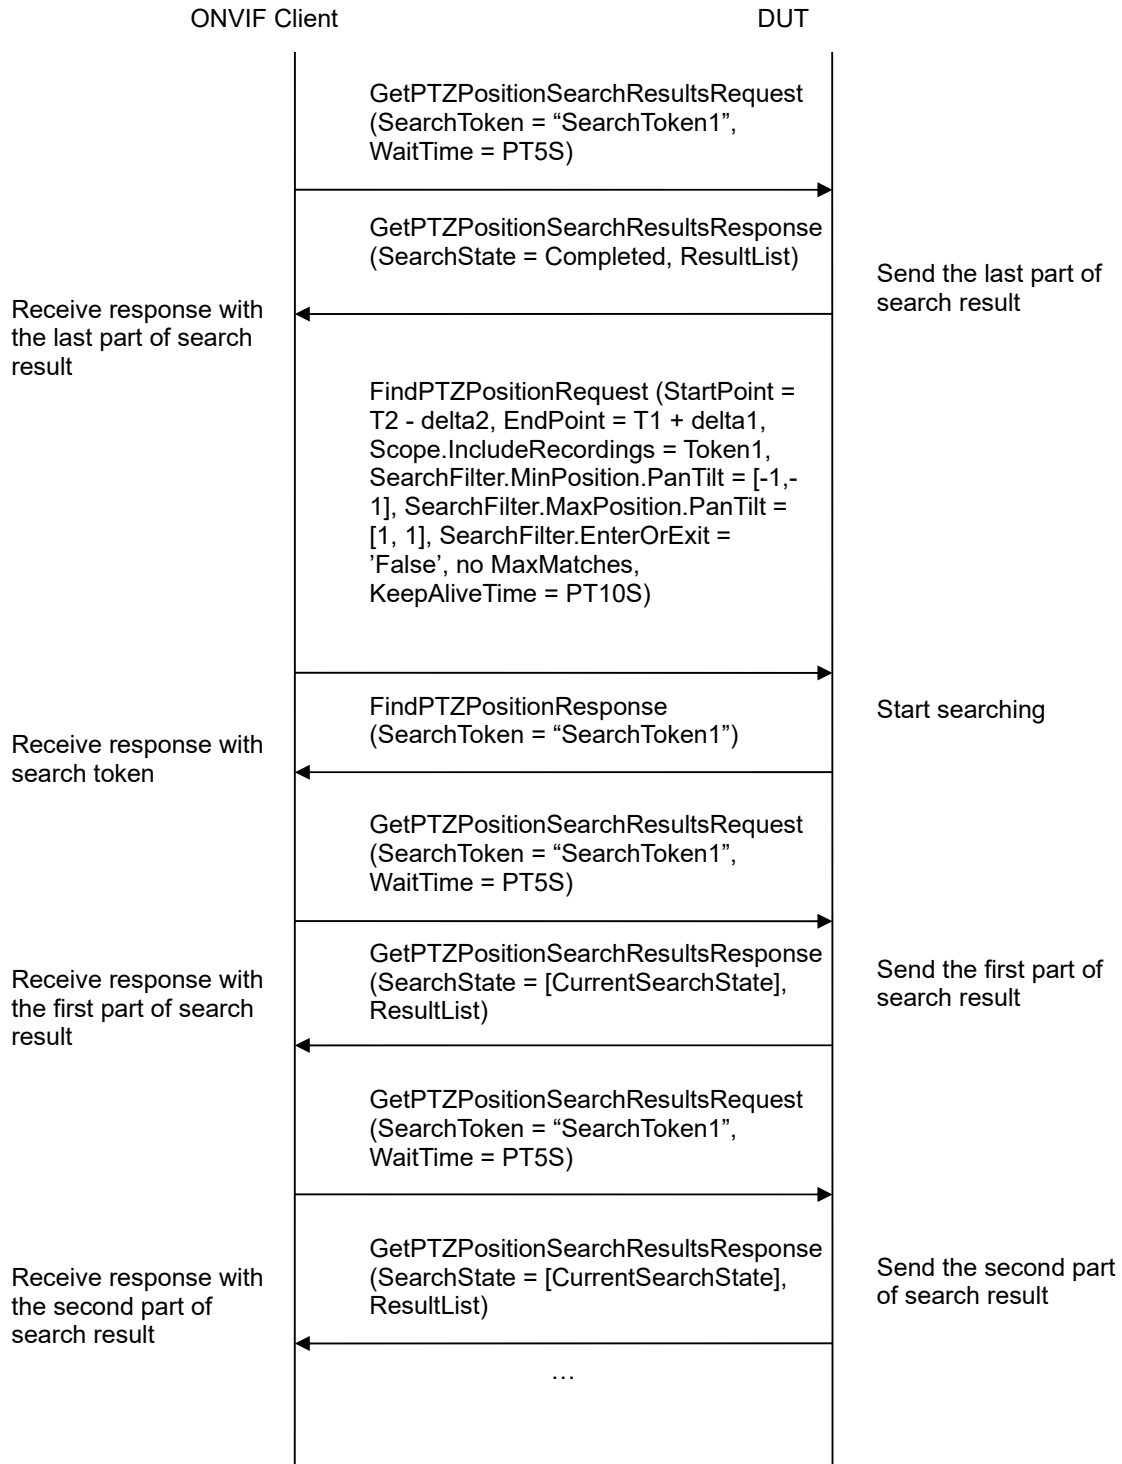 ONVIF Client
DUT
GetPTZPositionSearchResultsRequest
(SearchToken = “SearchToken1”,
WaitTime = PT5S)
GetPTZPositionSearchResultsResponse
(SearchState = Completed, ResultList)
Send the last part of
search result
Receive response with
the last part of search
result
FindPTZPositionRequest (StartPoint =
T2 - delta2, EndPoint = T1 + delta1,
Scope.IncludeRecordings = Token1,
SearchFilter.MinPosition.PanTilt = [-1,-
1], SearchFilter.MaxPosition.PanTilt =
[1, 1], SearchFilter.EnterOrExit =
’False’, no MaxMatches,
KeepAliveTime = PT10S)
FindPTZPositionResponse
(SearchToken = “SearchToken1”)
Start searching
Receive response with
search token
GetPTZPositionSearchResultsRequest
(SearchToken = “SearchToken1”,
WaitTime = PT5S)
GetPTZPositionSearchResultsResponse
(SearchState = [CurrentSearchState],
ResultList)
Send the first part of
search result
Receive response with
the first part of search
result
GetPTZPositionSearchResultsRequest
(SearchToken = “SearchToken1”,
WaitTime = PT5S)
GetPTZPositionSearchResultsResponse
(SearchState = [CurrentSearchState],
ResultList)
Send the second part
of search result
Receive response with
the second part of
search result
…